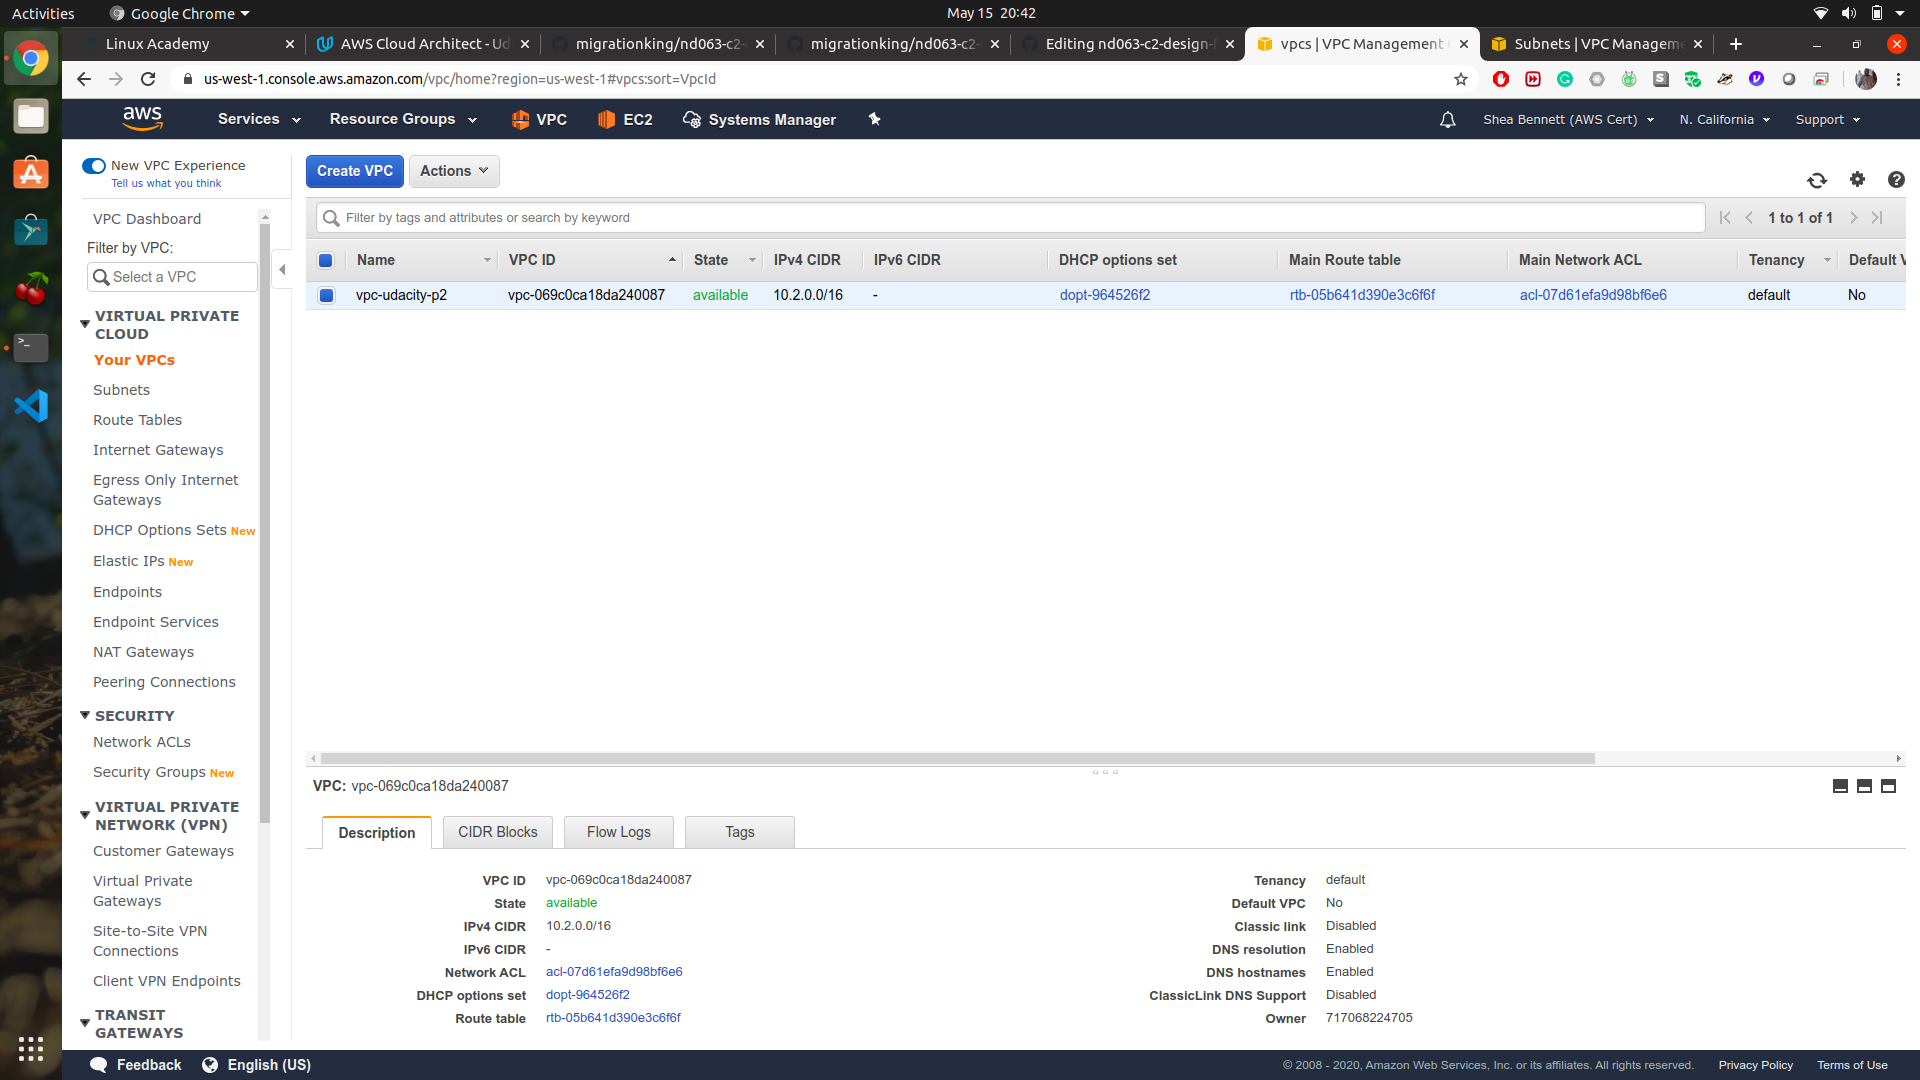 Activities
Google Chrome
May 15 20:42
Linux Academy
AWS Cloud Architect - Ud
migrationking/nd063-c2-
migrationking/nd063-c2-
Editing nd063-c2-design-
vpcs | VPC Management
Subnets | VPC Manageme
us-west-1.console.aws.amazon.com/vpc/home?region=us-west-1#vpcs:sort=VpcId
aws
Services
Resource Groups
VPC
EC2
Systems Manager
Shea Bennett (AWS Cert)
N. California
Support
New VPC Experience
Tell us what you think
VPC Dashboard
Filter by VPC:
Select a VPC
VIRTUAL PRIVATE
CLOUD
Your VPCs
Subnets
Route Tables
Internet Gateways
Egress Only Internet
Gateways
DHCP Options Sets New
Elastic IPs New
Endpoints
Endpoint Services
NAT Gateways
Peering Connections
SECURITY
Network ACLs
Security Groups New
VIRTUAL PRIVATE
NETWORK (VPN)
Customer Gateways
Virtual Private
Gateways
Site-to-Site VPN
Connections
Client VPN Endpoints
TRANSIT
GATEWAYS
Create VPC
Actions
Filter by tags and attributes or search by keyword
1 to 1 of 1
Name VPC ID State IPv4 CIDR IPv6 CIDR DHCP options set Main Route table Main Network ACL Tenancy Default V
vpc-udacity-p2 vpc-069c0ca18da240087 available 10.2.0.0/16 - dopt-964526f2 rtb-05b641d390e3c6f6f acl-07d61efa9d98bf6e6 default No
VPC: vpc-069c0ca18da240087
Description
CIDR Blocks
Flow Logs
Tags
VPC ID vpc-069c0ca18da240087
State available
IPv4 CIDR 10.2.0.0/16
IPv6 CIDR -
Network ACL acl-07d61efa9d98bf6e6
DHCP options set dopt-964526f2
Route table rtb-05b641d390e3c6f6f
Tenancy default
Default VPC No
Classic link Disabled
DNS resolution Enabled
DNS hostnames Enabled
ClassicLink DNS Support Disabled
Owner 717068224705
Feedback
English (US)
© 2008 - 2020, Amazon Web Services, Inc. or its affiliates. All rights reserved.
Privacy Policy
Terms of Use